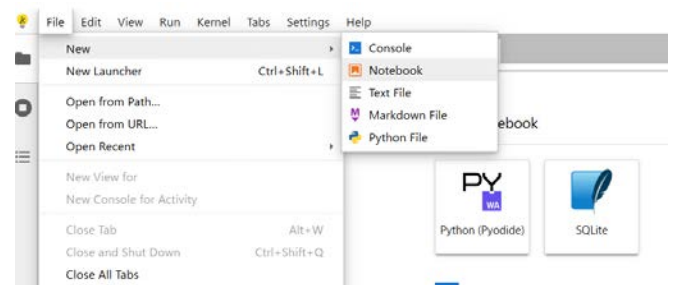 File Edit View Run Kernel Tabs Settings Help
New
New Launcher Ctrl+Shift+L
Open from Path...
Open from URL...
Open Recent
New View for
New Console for Activity
Close Tab Alt+W
Close and Shut Down Ctrl+Shift+Q
Close All Tabs
Console
Notebook
Text File
Markdown File
Python File
ebook
PY
WA
Python (Pyodide)
SQLite